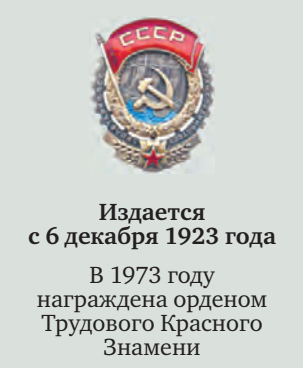 СССР
Издается
с 6 декабря 1923 года
В 1973 году
награждена орденом
Трудового Красного
Знамени